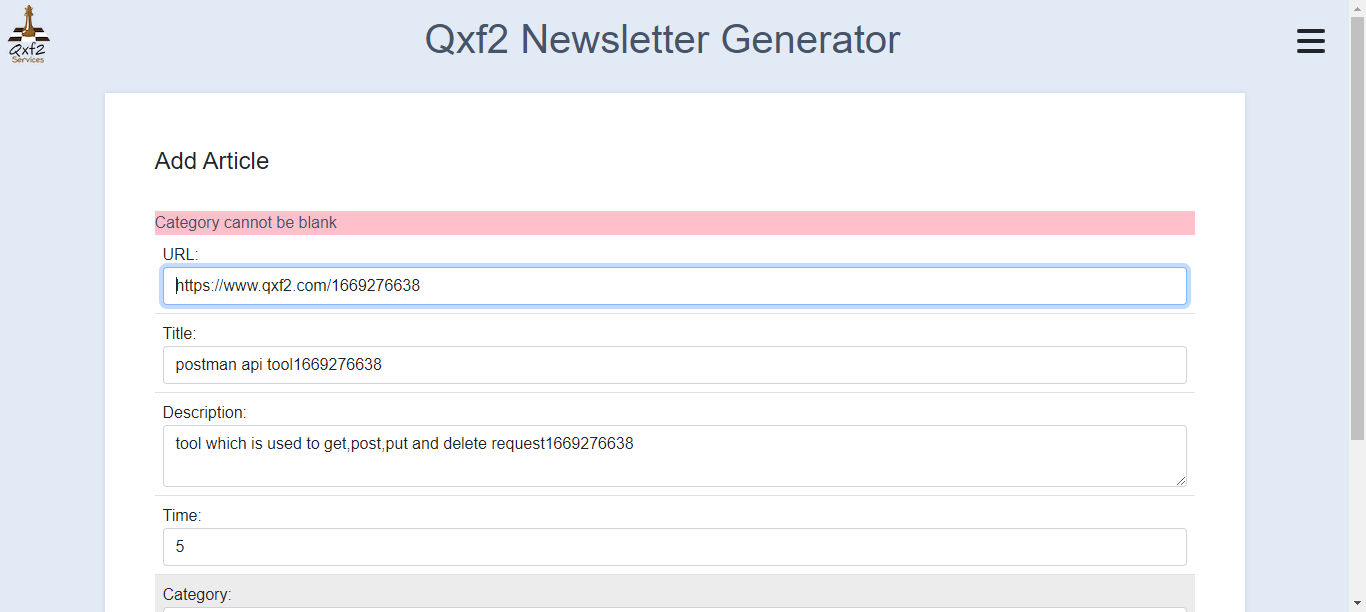 Qxf2
Services
Qxf2 Newsletter Generator
Add Article
Category cannot be blank
URL:
https://www.qxf2.com/1669276638
Title:
postman api tool1669276638
Description:
tool which is used to get,post,put and delete request1669276638
Time:
5
Category: